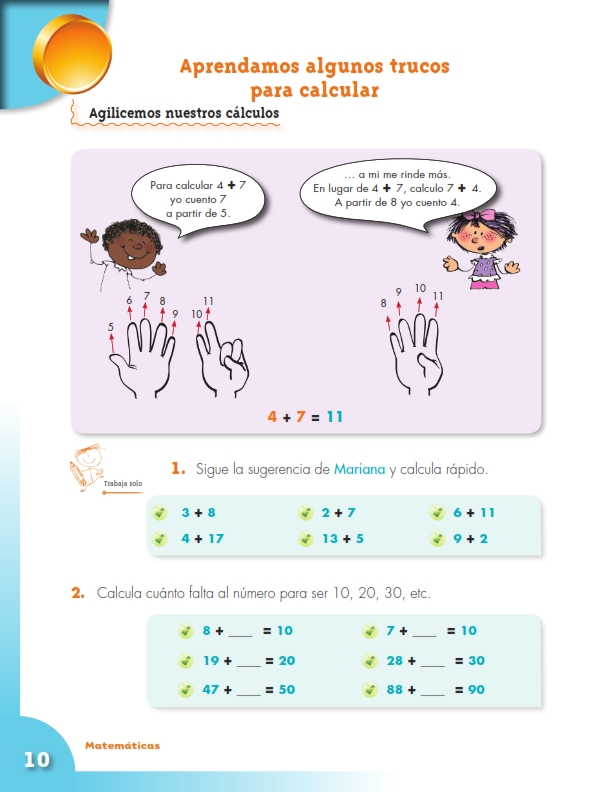 Aprendamos algunos trucos
para calcular
Agilicemos nuestros cálculos
Para calcular 4 + 7
yo cuento 7
a partir de 5.
... a mi me rinde más.
En lugar de 4 + 7, calculo 7 + 4.
A partir de 8 yo cuento 4.
5 6 7 8 9 10 11
8 9 10 11
4 + 7 = 11
Trabaja solo
1. Sigue la sugerencia de Mariana y calcula rápido.
3 + 8 2 + 7 6 + 11
4 + 17 13 + 5 9 + 2
2. Calcula cuánto falta al número para ser 10, 20, 30, etc.
8 + ___ = 10 7 + ___ = 10
19 + ___ = 20 28 + ___ = 30
47 + ___ = 50 88 + ___ = 90
Matemáticas
10